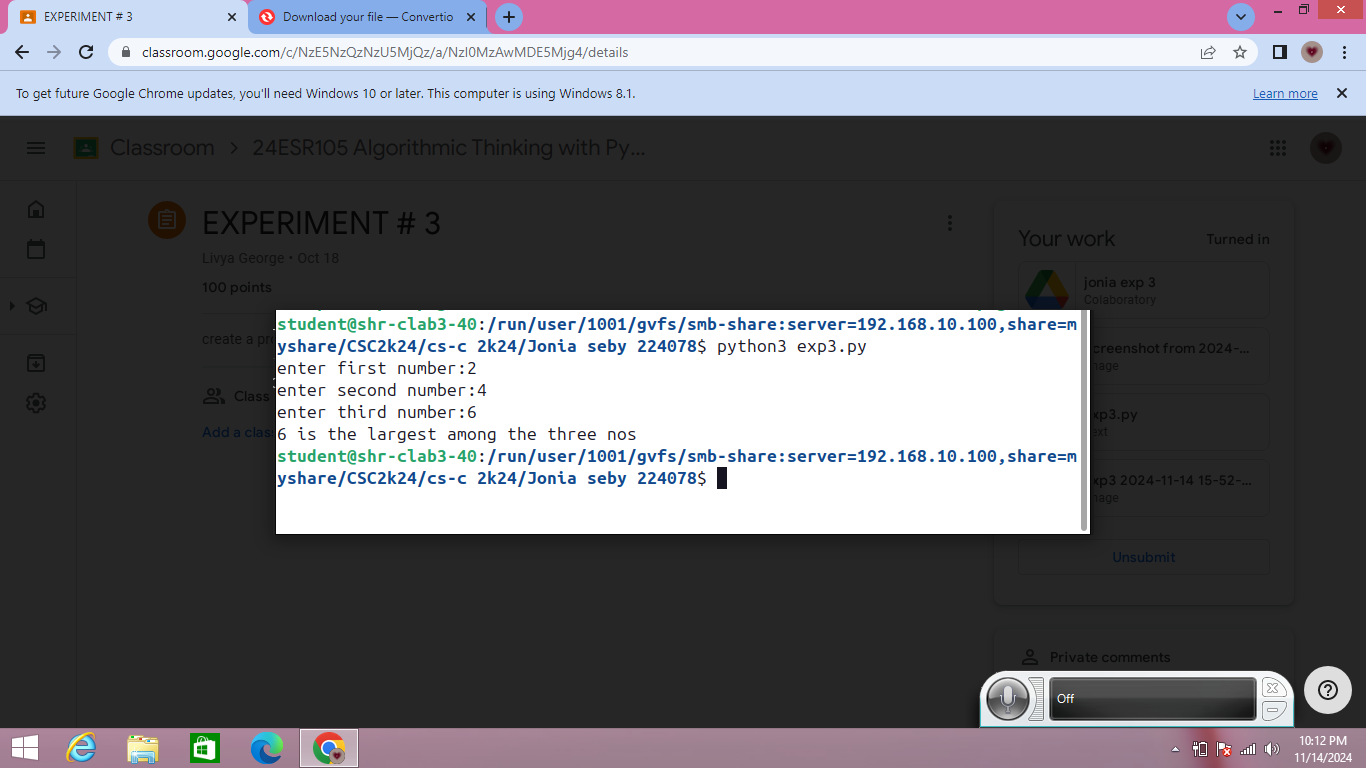 EXPERIMENT # 3
Download your file — Convertio
classroom.google.com/c/NzE5NzQzNzU5MjQz/a/NzI0MzAwMDE5Mjg4/details
To get future Google Chrome updates, you'll need Windows 10 or later. This computer is using Windows 8.1.
Learn more
Classroom
24ESR105 Algorithmic Thinking with Py...
EXPERIMENT # 3
Livya George • Oct 18
100 points
create a pr
Class
Add a clas
Your work
Turned in
jonia exp 3
Colaboratory
creenshot from 2024-...
mage
xp3.py
ext
xp3 2024-11-14 15-52-...
mage
Unsubmit
Private comments
student@shr-clab3-40:/run/user/1001/gvfs/smb-share:server=192.168.10.100,share=m
yshare/CSC2k24/cs-c 2k24/Jonia seby 224078$ python3 exp3.py
enter first number:2
enter second number:4
enter third number:6
6 is the largest among the three nos
student@shr-clab3-40:/run/user/1001/gvfs/smb-share:server=192.168.10.100,share=m
yshare/CSC2k24/cs-c 2k24/Jonia seby 224078$
Off
10:12 PM
11/14/2024